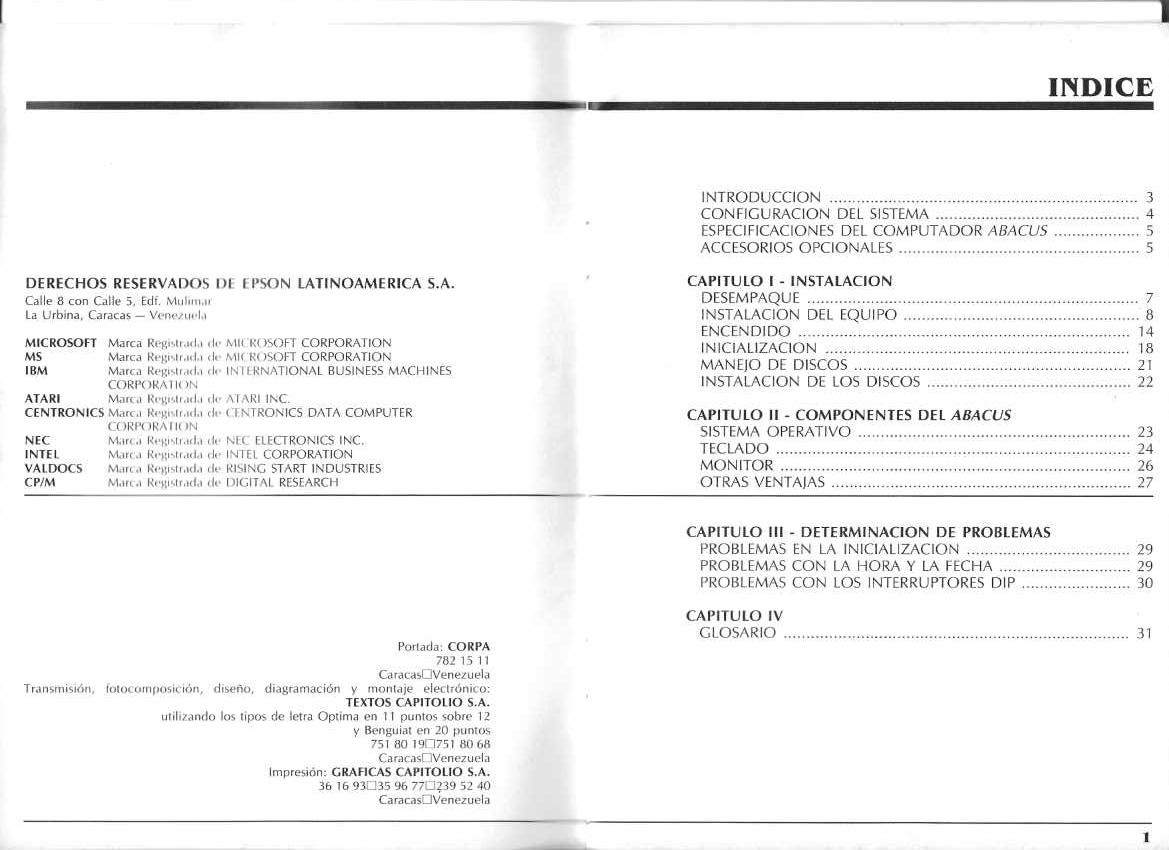 DERECHOS RESERVADOS DE EPSON LATINOAMERICA S.A.
Calle 8 con Calle 5, Edf. Mulimar
La Urbina, Caracas — Venezuela
MICROSOFT Marca Registrada de MICROSOFT CORPORATION
MS Marca Registrada de MICROSOFT CORPORATION
IBM Marca Registrada de INTERNATIONAL BUSINESS MACHINES
CORPORATION
ATARI Marca Registrada de ATARI INC.
CENTRONICS Marca Registrada de CENTRONICS DATA COMPUTER
CORPORATION
NEC Marca Registrada de NEC ELECTRONICS INC.
INTEL Marca Registrada de INTEL CORPORATION
VALDOCS Marca Registrada de RISING START INDUSTRIES
CP/M Marca Registrada de DIGITAL RESEARCH
Portada: CORPA
782 15 11
Caracas□Venezuela
Transmisión, fotocomposición, diseño, diagramación y montaje electrónico:
TEXTOS CAPITOLIO S.A.
utilizando los tipos de letra Optima en 11 puntos sobre 12
y Benguiat en 20 puntos
751 80 19□751 80 68
Caracas□Venezuela
Impresión: GRAFICAS CAPITOLIO S.A.
36 16 93□35 96 77□239 52 40
Caracas□Venezuela
INDICE
INTRODUCCION ........ 3
CONFIGURACION DEL SISTEMA ........ 4
ESPECIFICACIONES DEL COMPUTADOR ABACUS ........ 5
ACCESORIOS OPCIONALES ........ 5
CAPITULO I - INSTALACION
DESEMPAQUE ........ 7
INSTALACION DEL EQUIPO ........ 8
ENCENDIDO ........ 14
INICIALIZACION ........ 18
MANEJO DE DISCOS ........ 21
INSTALACION DE LOS DISCOS ........ 22
CAPITULO II - COMPONENTES DEL ABACUS
SISTEMA OPERATIVO ........ 23
TECLADO ........ 24
MONITOR ........ 26
OTRAS VENTAJAS ........ 27
CAPITULO III - DETERMINACION DE PROBLEMAS
PROBLEMAS EN LA INICIALIZACION ........ 29
PROBLEMAS CON LA HORA Y LA FECHA ........ 29
PROBLEMAS CON LOS INTERRUPTORES DIP ........ 30
CAPITULO IV
GLOSARIO ........ 31
1